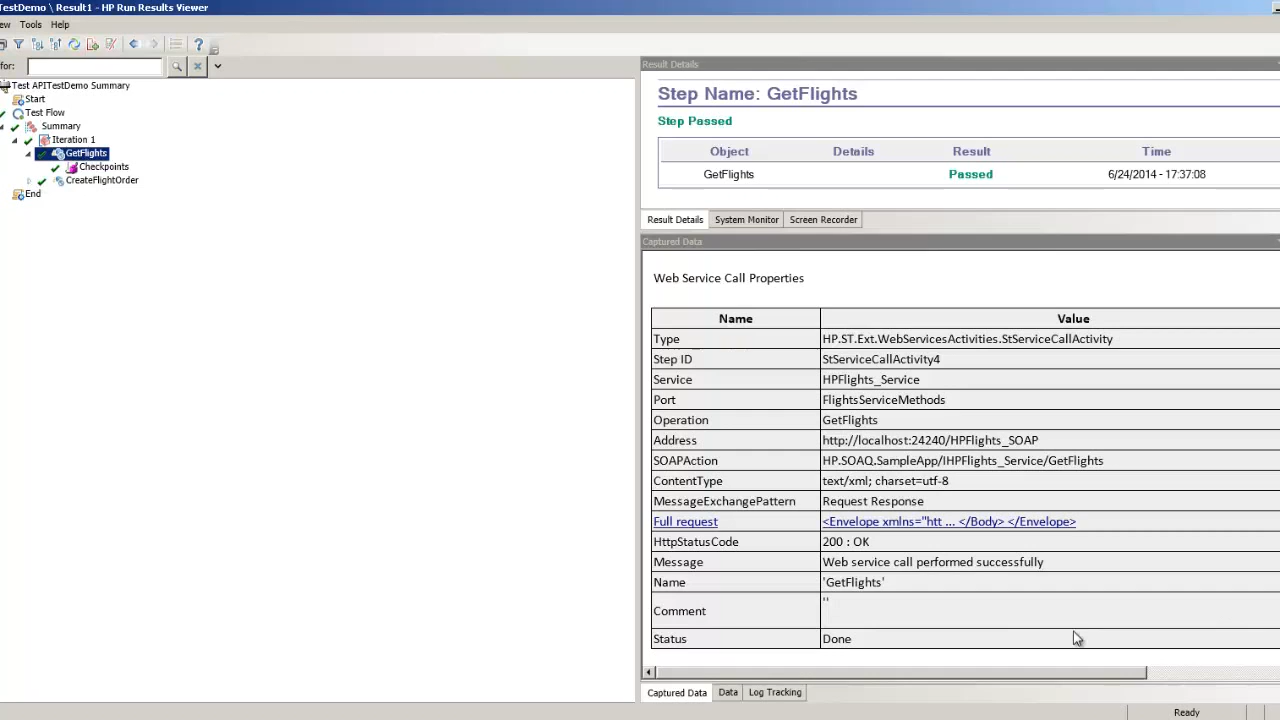 TestDemo \ Result1 - HP Run Results Viewer
ew Tools Help
for:
Test APITestDemo Summary
Start
Test Flow
Summary
Iteration 1
GetFlights
Checkpoints
CreateFlightOrder
End
Result Details
Step Name: GetFlights
Step Passed
Object Details Result Time
GetFlights Passed 6/24/2014 - 17:37:08
Result Details System Monitor Screen Recorder
Captured Data
Web Service Call Properties
Name Value
Type HP.ST.Ext.WebServicesActivities.StServiceCallActivity
Step ID StServiceCallActivity4
Service HPFlights_Service
Port FlightsServiceMethods
Operation GetFlights
Address http://localhost:24240/HPFlights_SOAP
SOAPAction HP.SOAQ.SampleApp/IHPFlights_Service/GetFlights
ContentType text/xml; charset=utf-8
MessageExchangePattern Request Response
Full request <Envelope xmlns="htt ... </Body> </Envelope>
HttpStatusCode 200 : OK
Message Web service call performed successfully
Name 'GetFlights'
Comment ''
Status Done
Captured Data Data Log Tracking
Ready